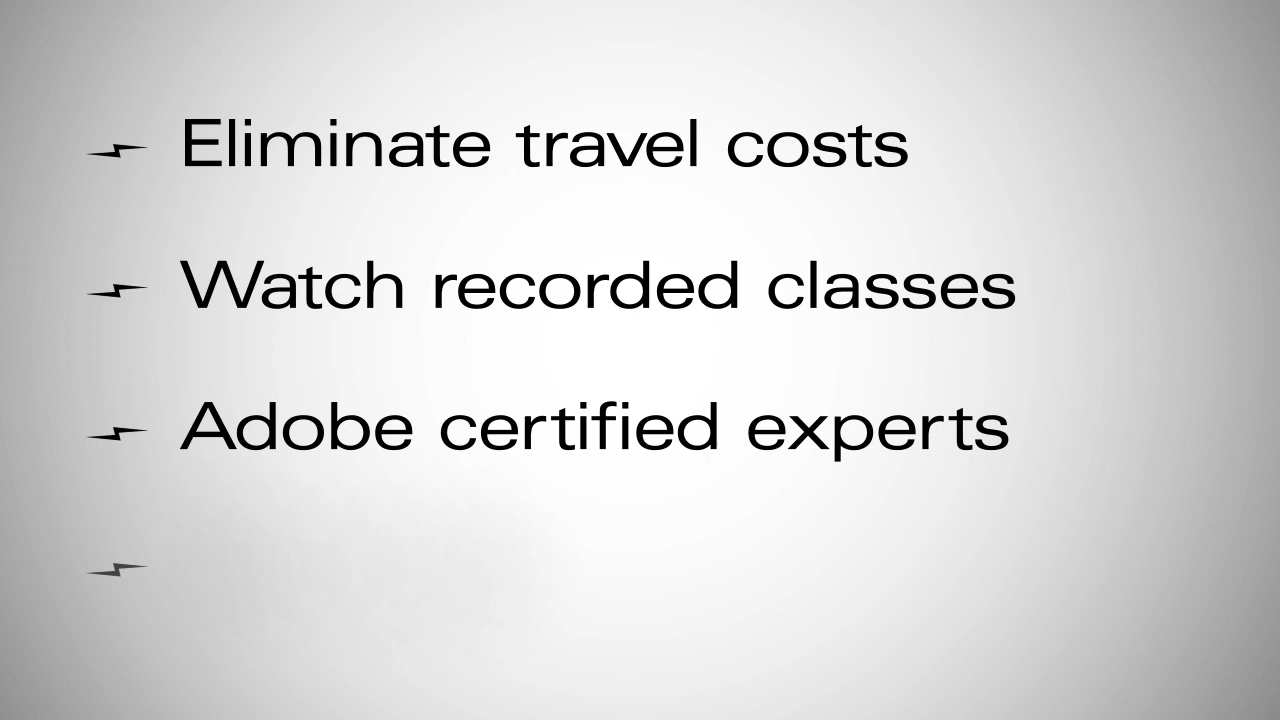 Eliminate travel costs
Watch recorded classes
Adobe certified experts